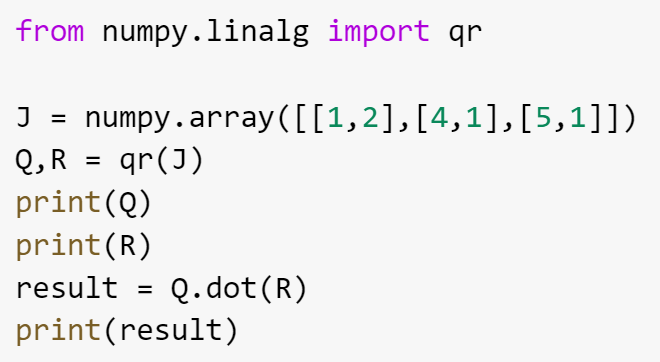 from numpy.linalg import qr
J = numpy.array([[1,2],[4,1],[5,1]])
Q,R = qr(J)
print(Q)
print(R)
result = Q.dot(R)
print(result)